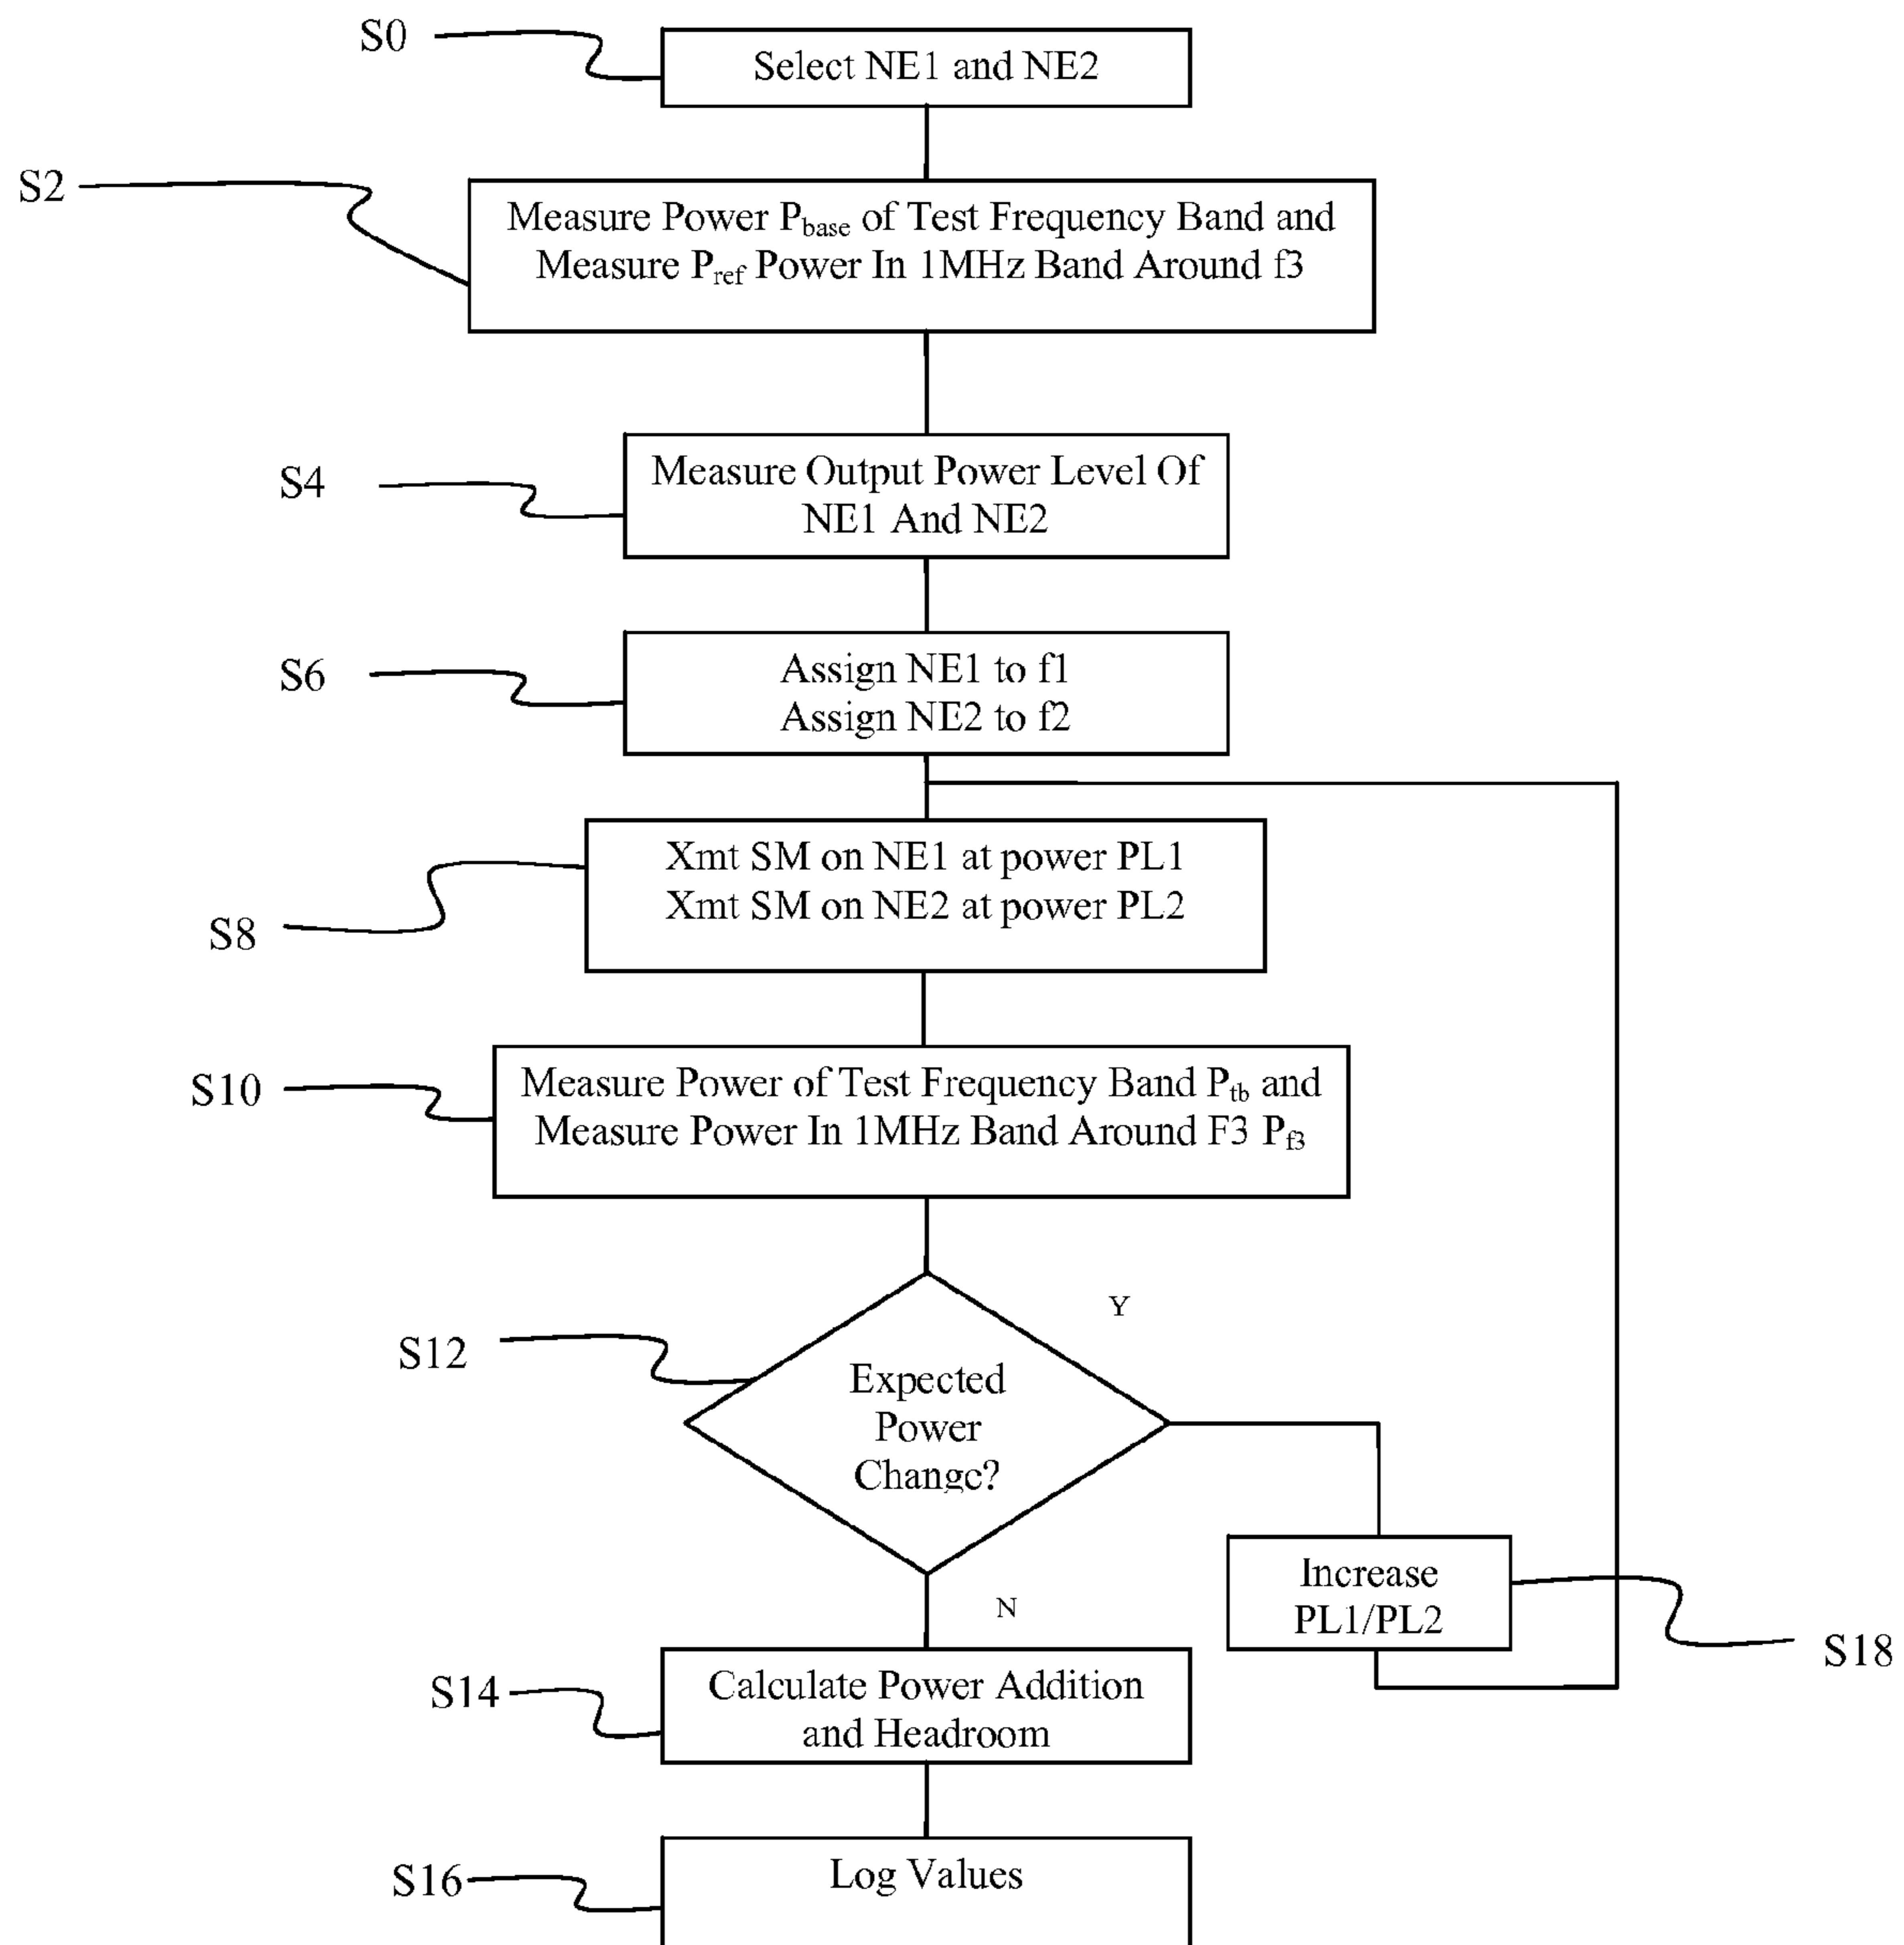 S0
Select NE1 and NE2
S2
Measure Power Pbase of Test Frequency Band and
Measure Pref Power In 1MHz Band Around f3
S4
Measure Output Power Level Of
NE1 And NE2
S6
Assign NE1 to f1
Assign NE2 to f2
S8
Xmt SM on NE1 at power PL1
Xmt SM on NE2 at power PL2
S10
Measure Power of Test Frequency Band Ptb and
Measure Power In 1MHz Band Around F3 Pf3
Y
S12
Expected
Power
Change?
Increase
PL1/PL2
N
S18
S14
Calculate Power Addition
and Headroom
S16
Log Values